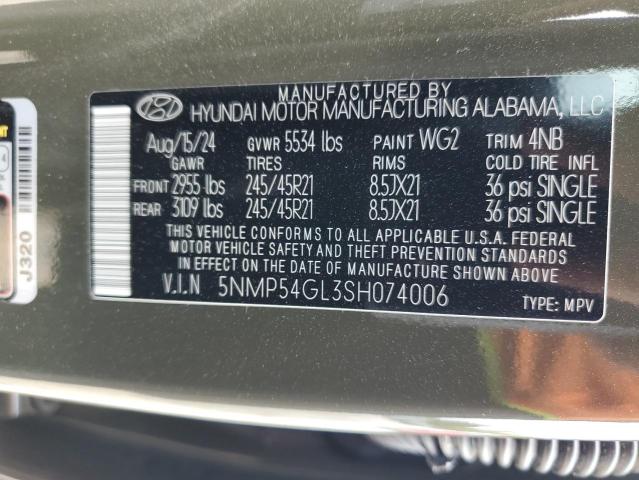 MANUFACTURED BY
HYUNDAI MOTOR MANUFACTURING ALABAMA, LLC
Aug/15/24 GVWR 5534 lbs PAINT WG2 TRIM 4NB
GAWR TIRES COLD TIRE INFL
FRONT 2955 lbs 245/45R21 8.5JX21 36 psi SINGLE
REAR 3109 lbs 245/45R21 8.5JX21 36 psi SINGLE
THIS VEHICLE CONFORMS TO ALL APPLICABLE U.S.A. FEDERAL
MOTOR VEHICLE SAFETY AND THEFT PREVENTION STANDARDS
IN EFFECT ON THE DATE OF MANUFACTURE SHOWN ABOVE
V.I.N 5NMP54GL3SH074006 TYPE: MPV
J320